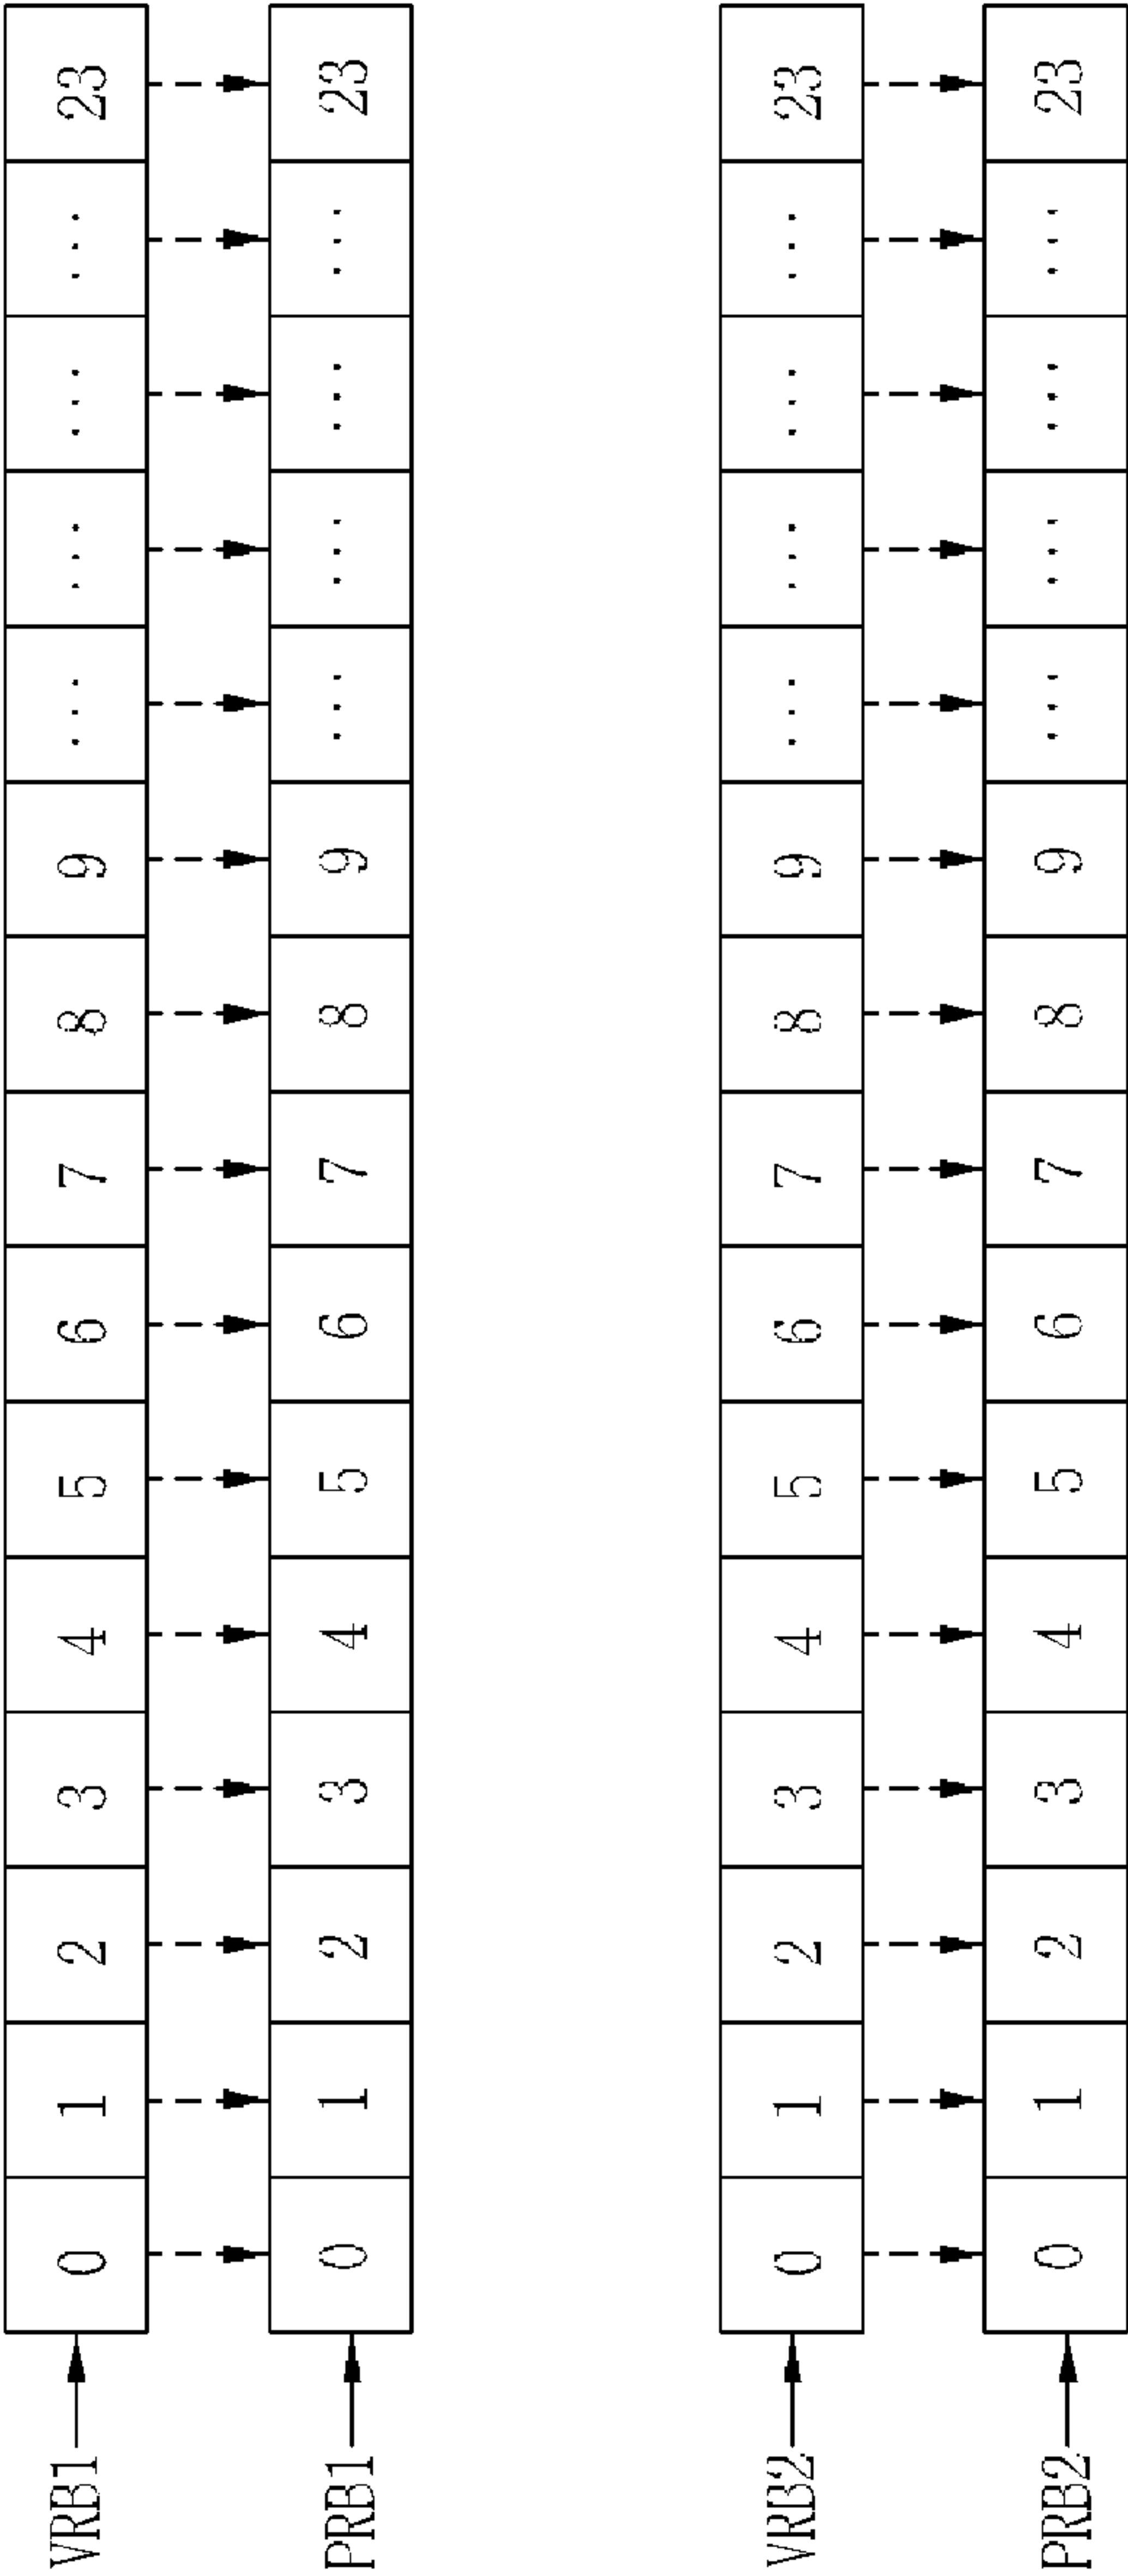 VRB1 0 1 2 3 4 5 6 7 8 9 ... ... ... ... 23
PRB1 0 1 2 3 4 5 6 7 8 9 ... ... ... ... 23
VRB2 0 1 2 3 4 5 6 7 8 9 ... ... ... ... 23
PRB2 0 1 2 3 4 5 6 7 8 9 ... ... ... ... 23